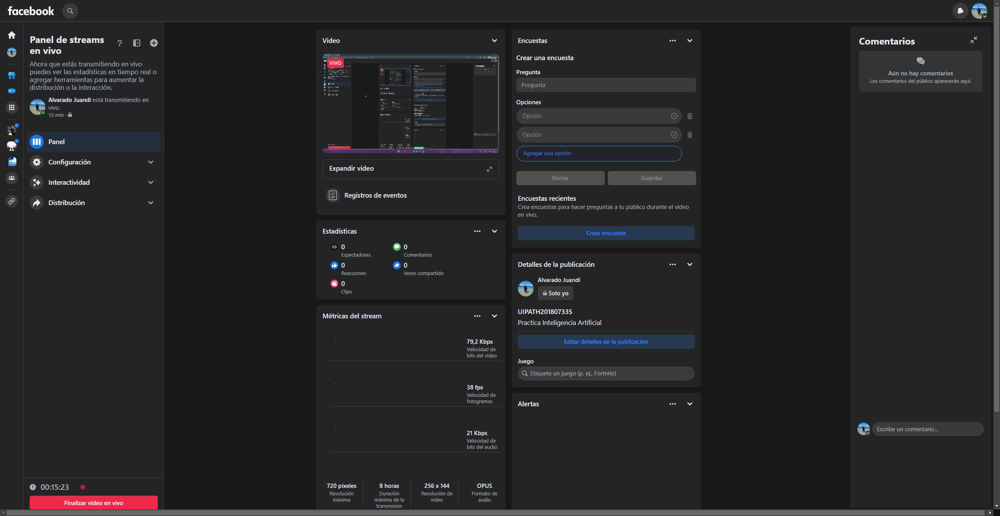 facebook
Panel de streams
en vivo
Ahora que estás transmitiendo en vivo
puedes ver las estadísticas en tiempo real o
agregar herramientas para aumentar la
distribución o la interacción.
Alvarado Juandi está transmitiendo en
vivo.
15 min ·
Panel
Configuración
Interactividad
Distribución
00:15:23
Finalizar video en vivo
Video
VIVO
Expandir video
Registros de eventos
Estadísticas
0
Espectadores
0
Comentarios
0
Reacciones
0
Veces compartido
0
Clips
Métricas del stream
79,2 Kbps
Velocidad de
bits del video
38 fps
Velocidad de
fotogramas
21 Kbps
Velocidad de
bits del audio
720 píxeles
Resolución
máxima
8 horas
Duración
máxima de la
transmisión
256 x 144
Resolución de
video
OPUS
Formato de
audio
Encuestas
Crear una encuesta
Pregunta
Pregunta
Opciones
Opción
Opción
Agregar una opción
Borrar
Guardar
Encuestas recientes
Crea encuestas para hacer preguntas a tu público durante el video
en vivo.
Crear encuesta
Detalles de la publicación
Alvarado Juandi
Solo yo
UIPATH201807335
Practica Inteligencia Artificial
Editar detalles de la publicación
Juego
Etiqueta un juego (p. ej., Fortnite)
Alertas
Comentarios
Aún no hay comentarios
Los comentarios del público aparecerán aquí.
Escribe un comentario...